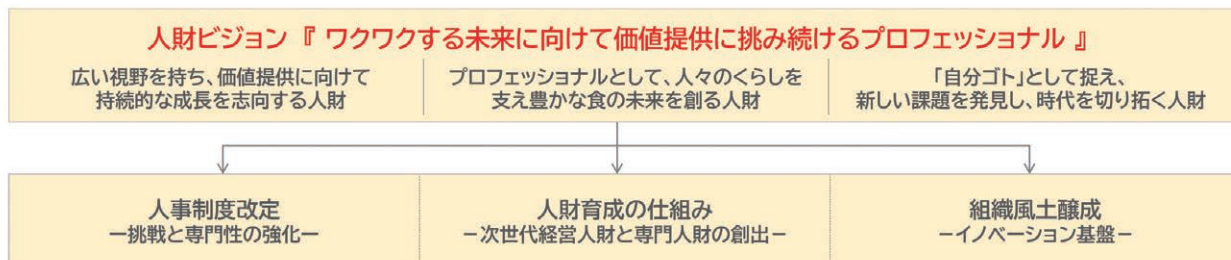 人財ビジョン『 ワクワクする未来に向けて価値提供に挑み続けるプロフェッショナル 』
広い視野を持ち、価値提供に向けて
持続的な成長を志向する人財
プロフェッショナルとして、人々のくらしを
支え豊かな食の未来を創る人財
「自分ゴト」として捉え、
新しい課題を発見し、時代を切り拓く人財
人事制度改定
ー挑戦と専門性の強化ー
人財育成の仕組み
－次世代経営人財と専門人財の創出－
組織風土醸成
－イノベーション基盤－